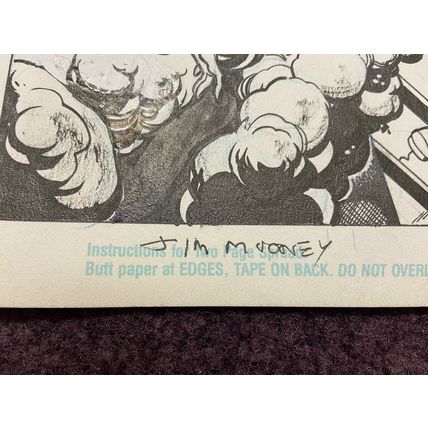 JIM MOONEY
Instructions for Two Page Spreads
Butt paper at EDGES, TAPE ON BACK. DO NOT OVERL